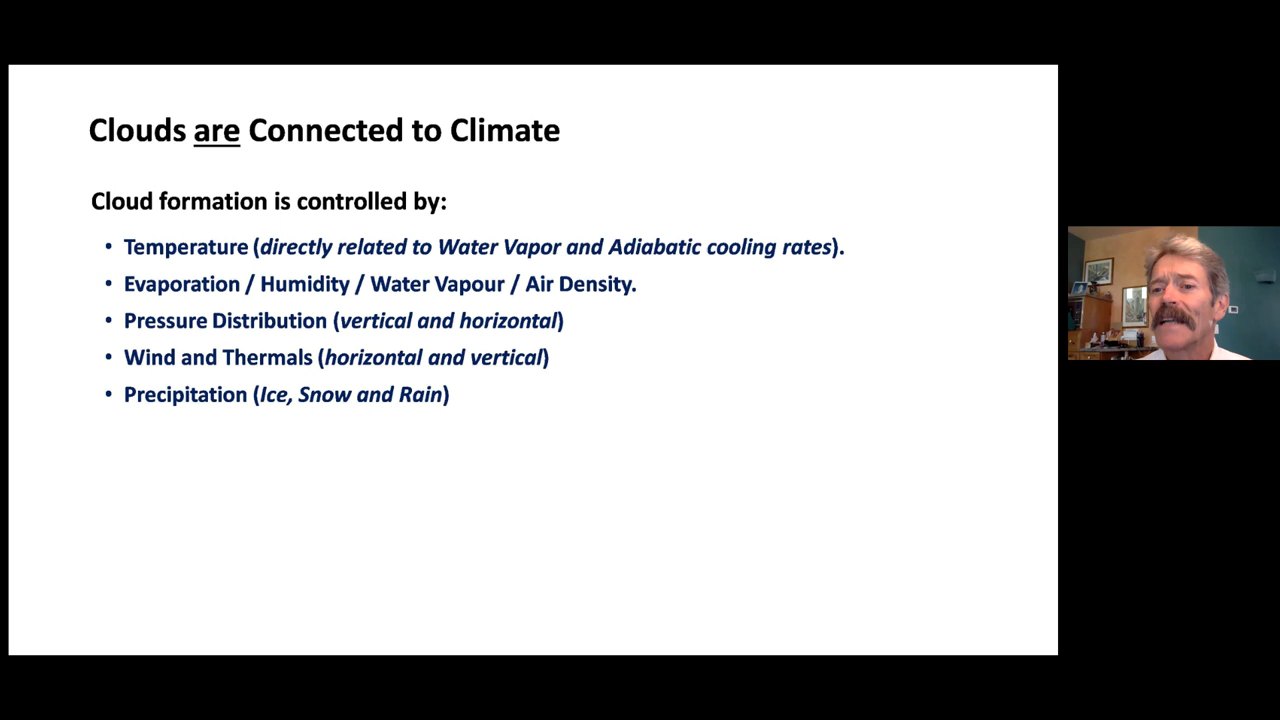 Clouds are Connected to Climate
Cloud formation is controlled by:
• Temperature (directly related to Water Vapor and Adiabatic cooling rates).
• Evaporation / Humidity / Water Vapour / Air Density.
• Pressure Distribution (vertical and horizontal)
• Wind and Thermals (horizontal and vertical)
• Precipitation (Ice, Snow and Rain)